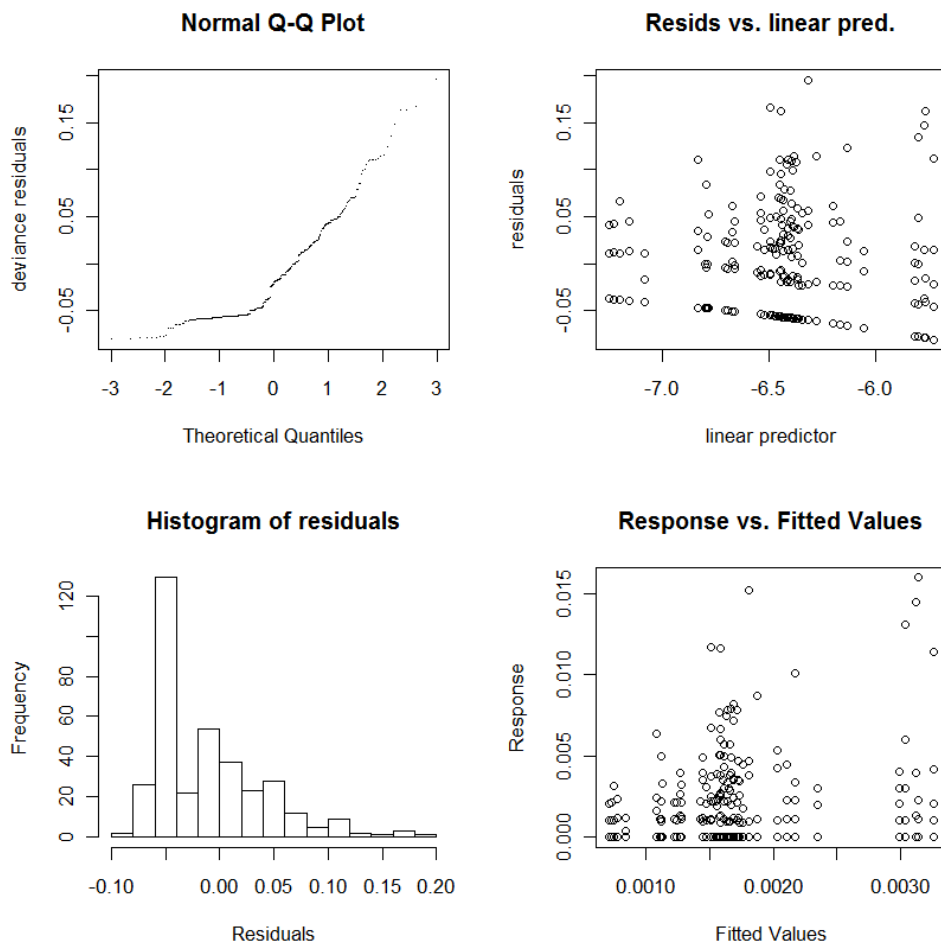 Normal Q-Q Plot
deviance residuals
-0.05 0.05 0.15
-3 -2 -1 0 1 2 3
Theoretical Quantiles
Resids vs. linear pred.
residuals
-0.05 0.05 0.15
-7.0 -6.5 -6.0
linear predictor
Histogram of residuals
Frequency
0 20 40 60 80 120
-0.10 0.00 0.05 0.10 0.15 0.20
Residuals
Response vs. Fitted Values
Response
0.000 0.005 0.010 0.015
0.0010 0.0020 0.0030
Fitted Values